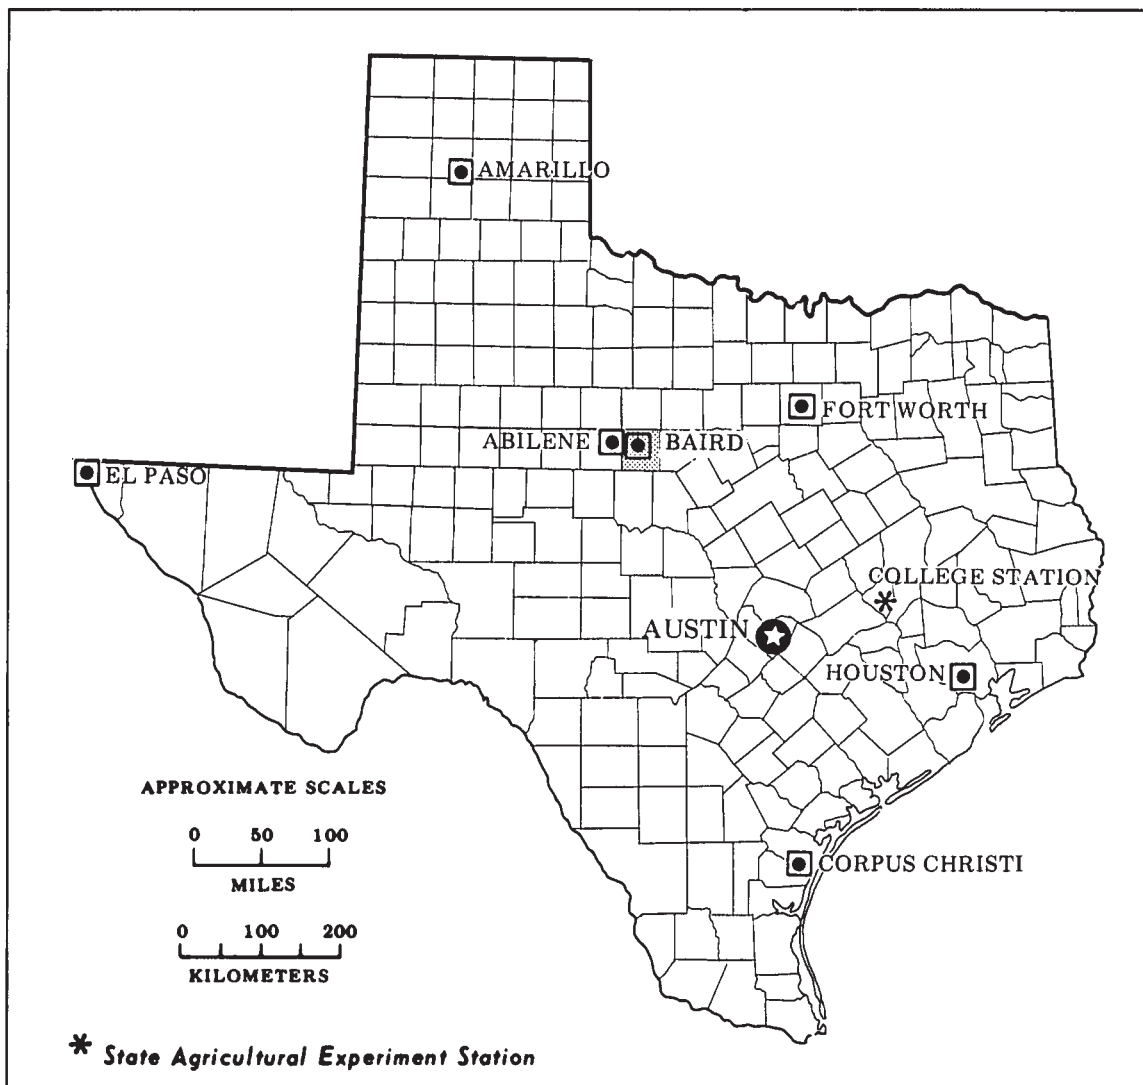 AMARILLO
FORT WORTH
ABILENE
BAIRD
EL PASO
COLLEGE STATION
AUSTIN
HOUSTON
APPROXIMATE SCALES
0 50 100
MILES
CORPUS CHRISTI
0 100 200
KILOMETERS
* State Agricultural Experiment Station